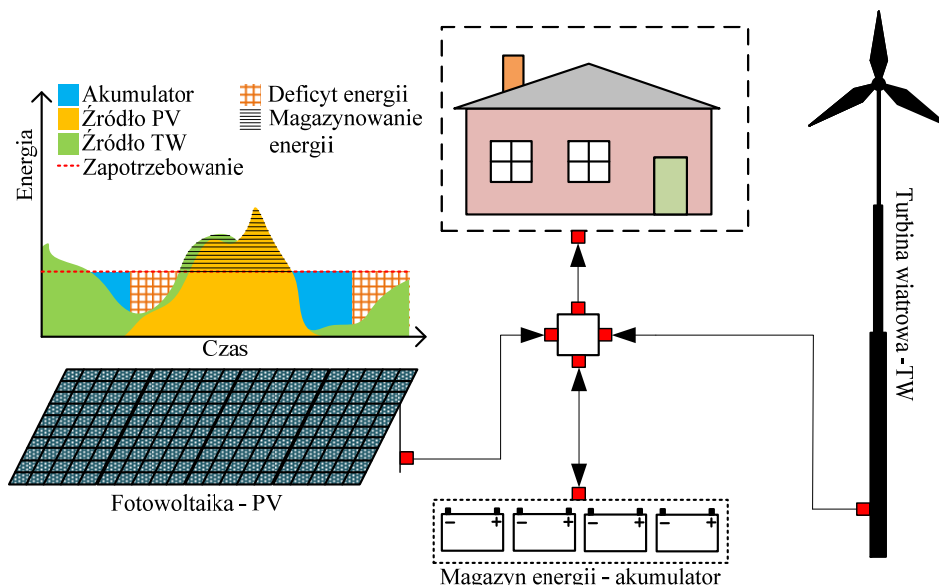 Akumulator
Źródło PV
Źródło TW
Zapotrzebowanie
Deficyt energii
Magazynowanie
energii
Energia
Czas
Fotowoltaika - PV
Turbina wiatrowa -TW
- + - + - + - +
Magazyn energii - akumulator